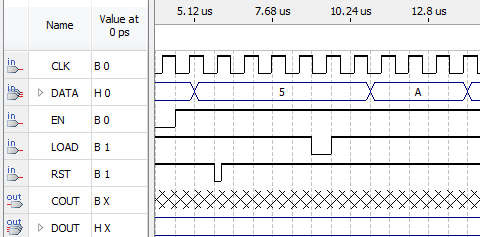 Name Value at 0 ps 5.12 us 7.68 us 10.24 us 12.8 us
in CLK B 0
in DATA H 0 5 A
in EN B 0
in LOAD B 1
in RST B 1
out COUT B X
out DOUT H X